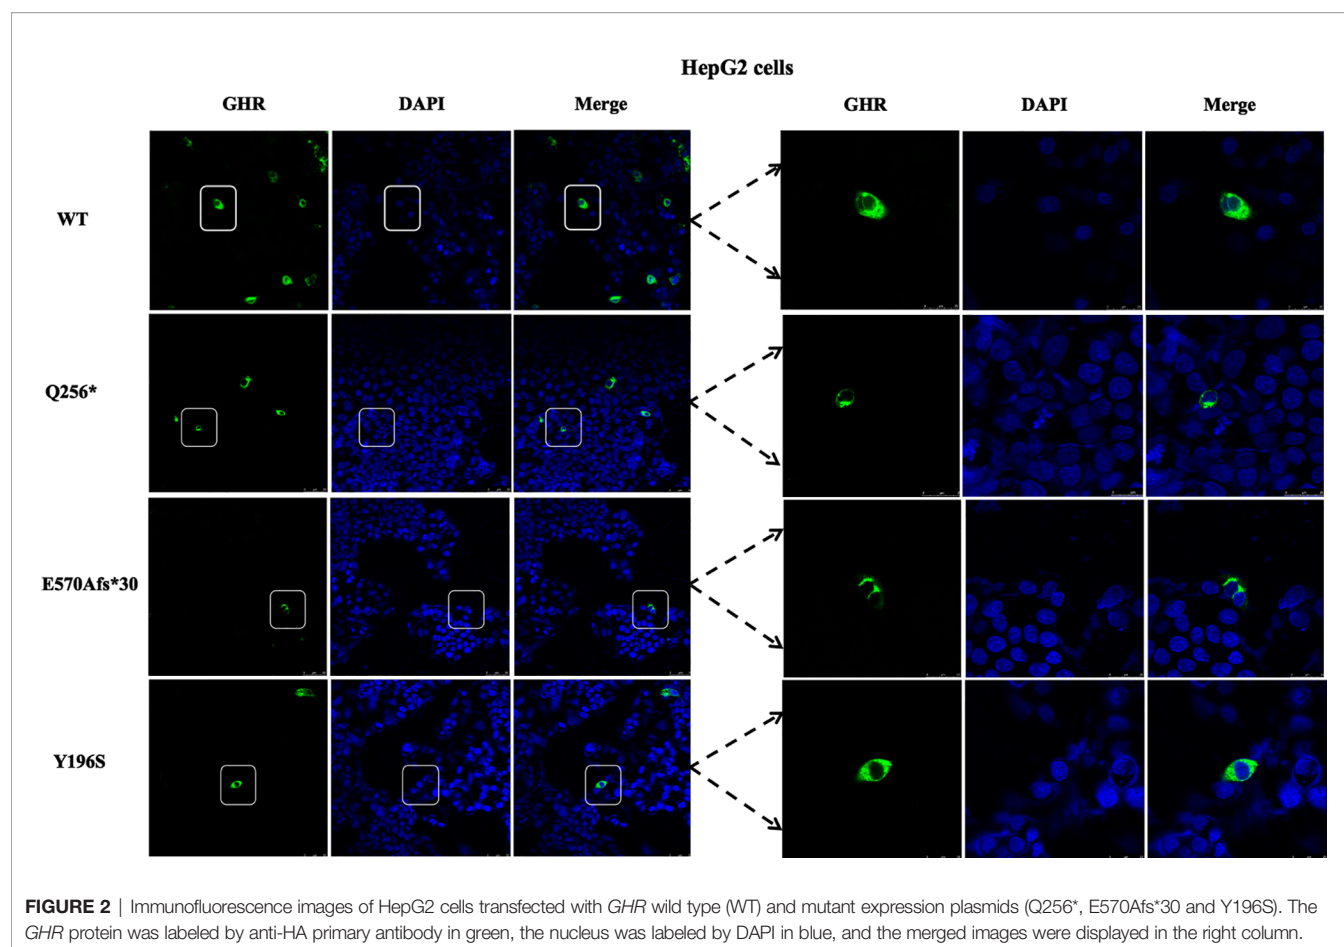 HepG2 cells
GHR DAPI Merge GHR DAPI Merge
WT
Q256*
E570Afs*30
Y196S
FIGURE 2 | Immunofluorescence images of HepG2 cells transfected with GHR wild type (WT) and mutant expression plasmids (Q256*, E570Afs*30 and Y196S). The
GHR protein was labeled by anti-HA primary antibody in green, the nucleus was labeled by DAPI in blue, and the merged images were displayed in the right column.